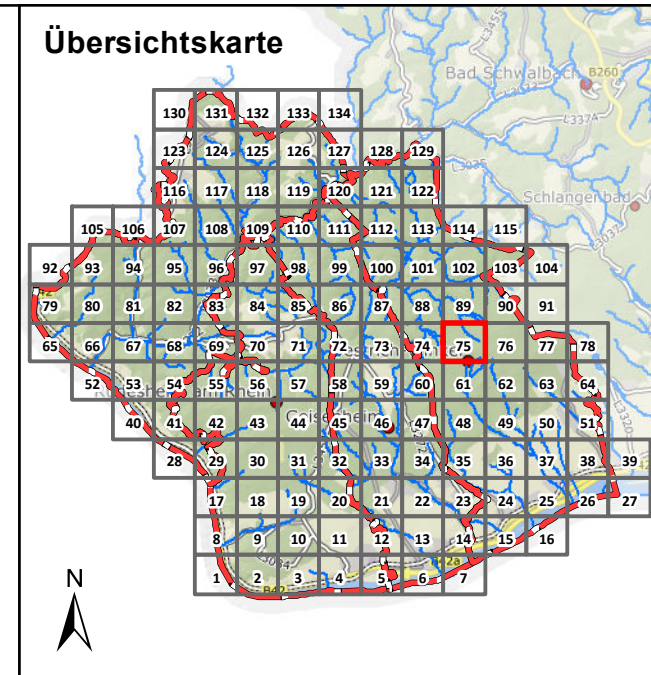 Übersichtskarte
Bad Schwalbach
B260
L3374
L3035
Schlangenbad
L3037
130 131 132 133 134
123 124 125 126 127 128 129
116 117 118 119 120 121 122
105 106 107 108 109 110 111 112 113 114 115
92 93 94 95 96 97 98 99 100 101 102 103 104
79 80 81 82 83 84 85 86 87 88 89 90 91
65 66 67 68 69 70 71 72 73 74 75 76 77 78
52 53 54 55 56 57 58 59 60 61 62 63 64
Geisenheim
40 41 42 43 44 45 46 47 48 49 50 51
L3320
28 29 30 31 32 33 34 35 36 37 38 39
17 18 19 20 21 22 23 24 25 26 27
8 9 10 11 12 13 14 15 16
L3034
B42a
1 2 3 4 5 6 7
B42
N